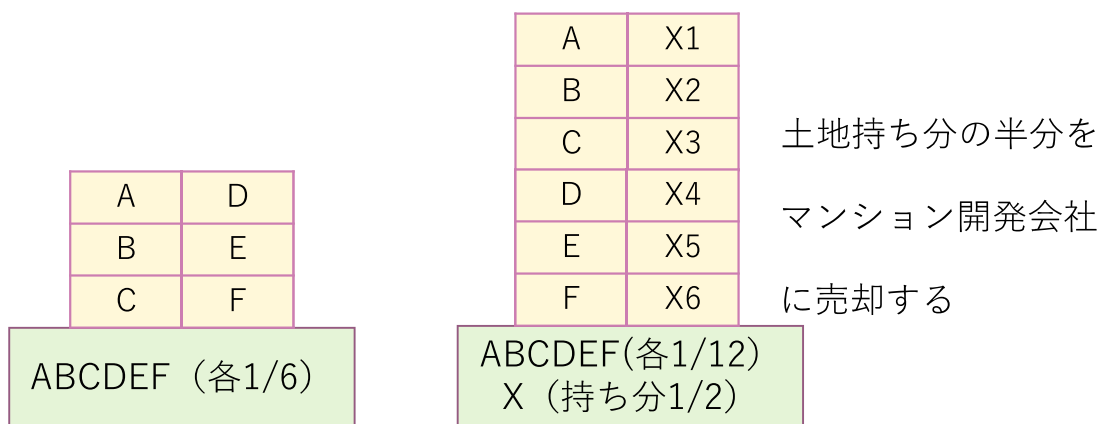 A D
B E
C F
ABCDEF（各1/6）
A X1
B X2
C X3
D X4
E X5
F X6
ABCDEF(各1/12）
X（持ち分1/2）
土地持ち分の半分を
マンション開発会社
に売却する